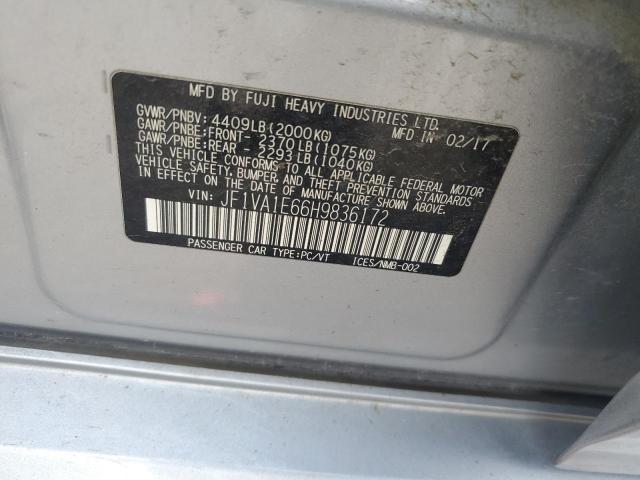 MFD BY FUJI HEAVY INDUSTRIES LTD.
GVWR/PNBV: 4409LB(2000KG) MFD IN 02/17
GAWR/PNBE:FRONT- 2370LB(1075KG)
GAWR/PNBE:REAR - 2293LB(1040KG)
THIS VEHICLE CONFORMS TO ALL APPLICABLE FEDERAL MOTOR
VEHICLE SAFETY,BUMPER,AND THEFT PREVENTION STANDARDS
IN EFFECT ON THE DATE OF MANUFACTURE SHOWN ABOVE.
VIN: JF1VA1E66H9836172
PASSENGER CAR TYPE:PC/VT ICES/NMB-002